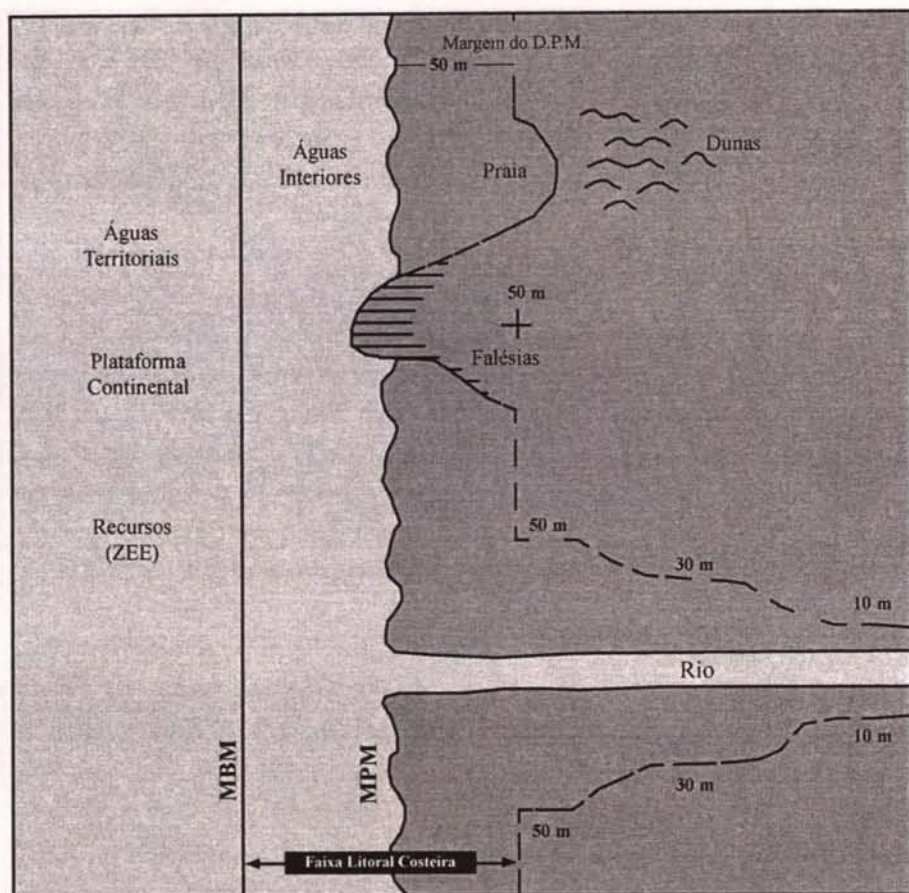 Margem do D.P.M.
50 m
Águas
Interiores
Praia
Dunas
Águas
Territoriais
50 m
Plataforma
Continental
Falésias
Recursos
(ZEE)
50 m
30 m
10 m
Rio
MBM
MPM
10 m
30 m
50 m
Faixa Litoral Costeira